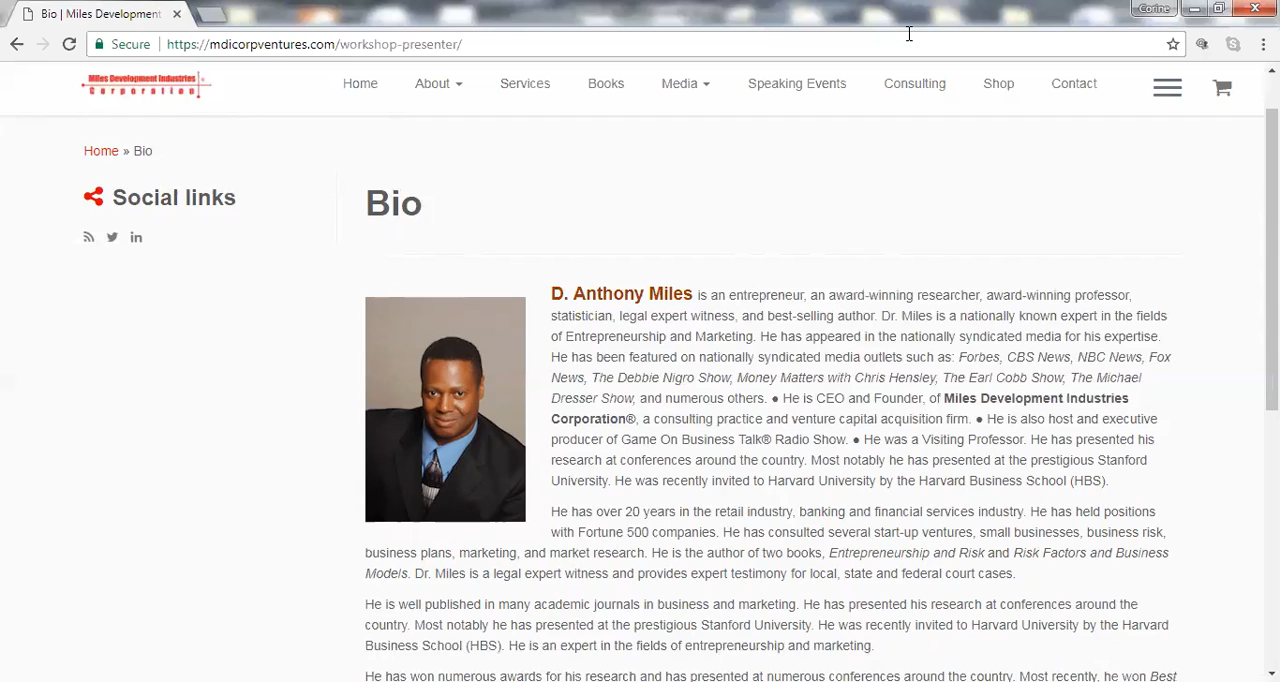 Bio | Miles Development
Corine
Secure
https://mdicorpventures.com/workshop-presenter/
Miles Development Industries
Corporation
Home
About
Services
Books
Media
Speaking Events
Consulting
Shop
Contact
Home » Bio
Social links
Bio
D. Anthony Miles is an entrepreneur, an award-winning researcher, award-winning professor,
statistician, legal expert witness, and best-selling author. Dr. Miles is a nationally known expert in the fields
of Entrepreneurship and Marketing. He has appeared in the nationally syndicated media for his expertise.
He has been featured on nationally syndicated media outlets such as: Forbes, CBS News, NBC News, Fox
News, The Debbie Nigro Show, Money Matters with Chris Hensley, The Earl Cobb Show, The Michael
Dresser Show, and numerous others. ● He is CEO and Founder, of Miles Development Industries
Corporation®, a consulting practice and venture capital acquisition firm. ● He is also host and executive
producer of Game On Business Talk® Radio Show. ● He was a Visiting Professor. He has presented his
research at conferences around the country. Most notably he has presented at the prestigious Stanford
University. He was recently invited to Harvard University by the Harvard Business School (HBS).
He has over 20 years in the retail industry, banking and financial services industry. He has held positions
with Fortune 500 companies. He has consulted several start-up ventures, small businesses, business risk,
business plans, marketing, and market research. He is the author of two books, Entrepreneurship and Risk and Risk Factors and Business
Models. Dr. Miles is a legal expert witness and provides expert testimony for local, state and federal court cases.
He is well published in many academic journals in business and marketing. He has presented his research at conferences around the
country. Most notably he has presented at the prestigious Stanford University. He was recently invited to Harvard University by the Harvard
Business School (HBS). He is an expert in the fields of entrepreneurship and marketing.
He has won numerous awards for his research and has presented at numerous conferences around the country. Most recently, he won Best